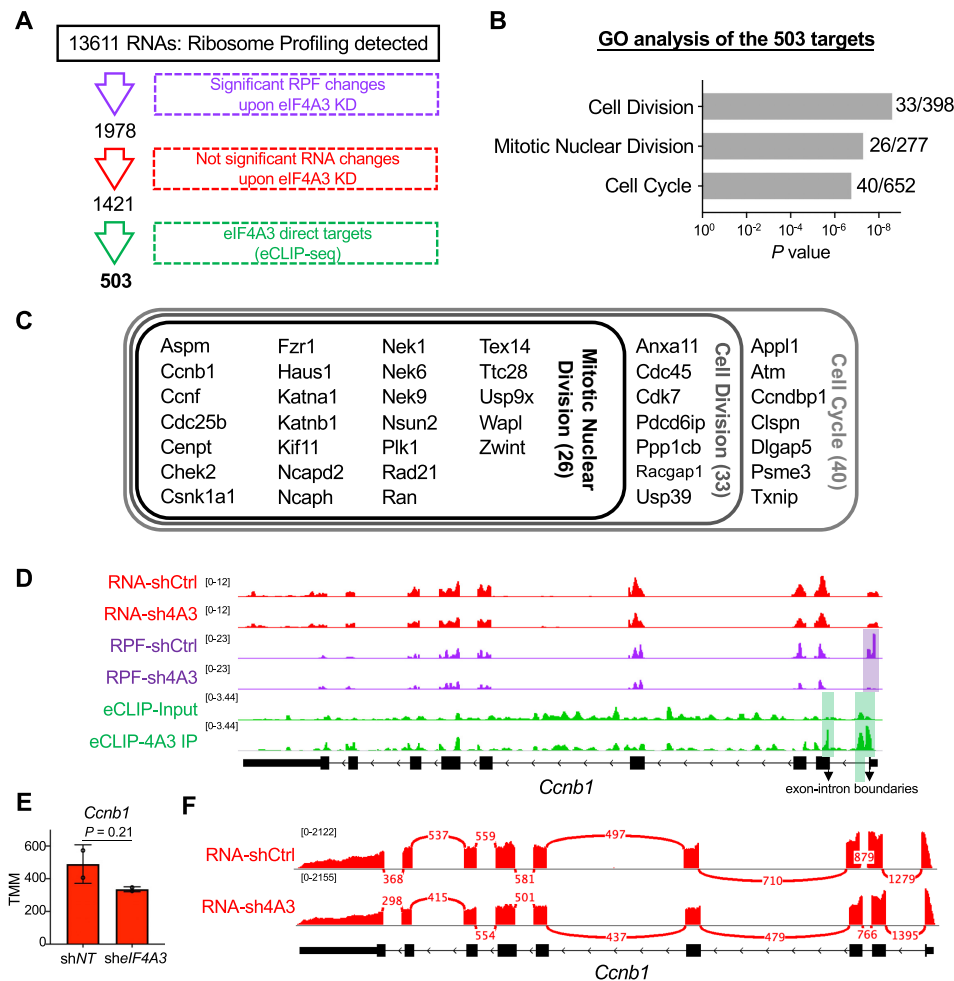 A
13611 RNAs: Ribosome Profiling detected
Significant RPF changes
upon eIF4A3 KD
1978
Not significant RNA changes
upon eIF4A3 KD
1421
eIF4A3 direct targets
(eCLIP-seq)
503
B
GO analysis of the 503 targets
Cell Division
33/398
Mitotic Nuclear Division
26/277
Cell Cycle
40/652
10^0 10^-2 10^-4 10^-6 10^-8
P value
C
Aspm Fzr1 Nek1 Tex14 Anxa11 Appl1
Ccnb1 Haus1 Nek6 Ttc28 Cdc45 Atm
Ccnf Katna1 Nek9 Usp9x Cdk7 Ccndbp1
Cdc25b Katnb1 Nsun2 Wapl Pdcd6ip Clspn
Cenpt Kif11 Plk1 Zwint Ppp1cb Dlgap5
Chek2 Ncapd2 Rad21 Racgap1 Psme3
Csnk1a1 Ncaph Ran Usp39 Txnip
Mitotic Nuclear
Division (26)
Cell Division (33)
Cell Cycle (40)
D
RNA-shCtrl [0-12]
RNA-sh4A3 [0-12]
RPF-shCtrl [0-23]
RPF-sh4A3 [0-23]
eCLIP-Input [0-3.44]
eCLIP-4A3 IP [0-3.44]
Ccnb1
exon-intron boundaries
E
Ccnb1
P = 0.21
TMM
600
400
200
0
shNT sheIF4A3
F
RNA-shCtrl
[0-2122]
537 559 497 879
368 581 710 1279
RNA-sh4A3
[0-2155]
298 415 501
554 437 479 766 1395
Ccnb1